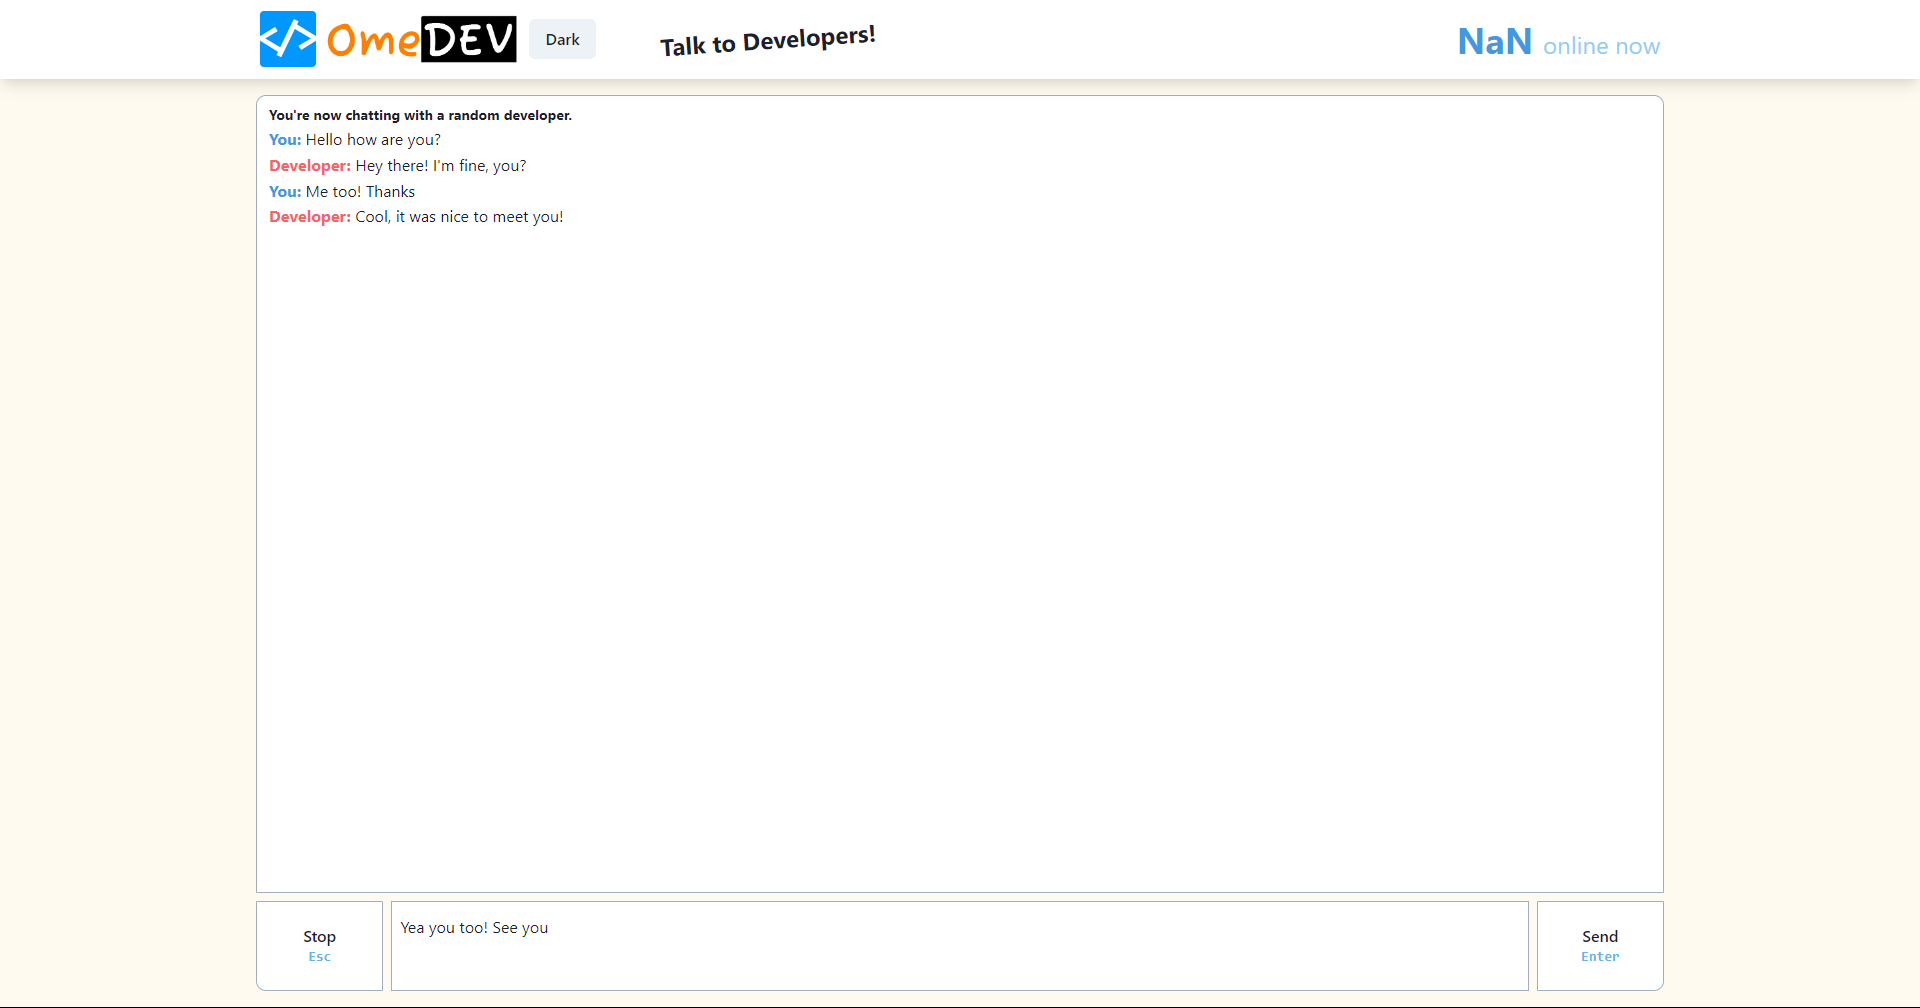 </> OmeDEV Dark Talk to Developers! NaN online now
You're now chatting with a random developer.
You: Hello how are you?
Developer: Hey there! I'm fine, you?
You: Me too! Thanks
Developer: Cool, it was nice to meet you!
Stop
Esc
Yea you too! See you
Send
Enter